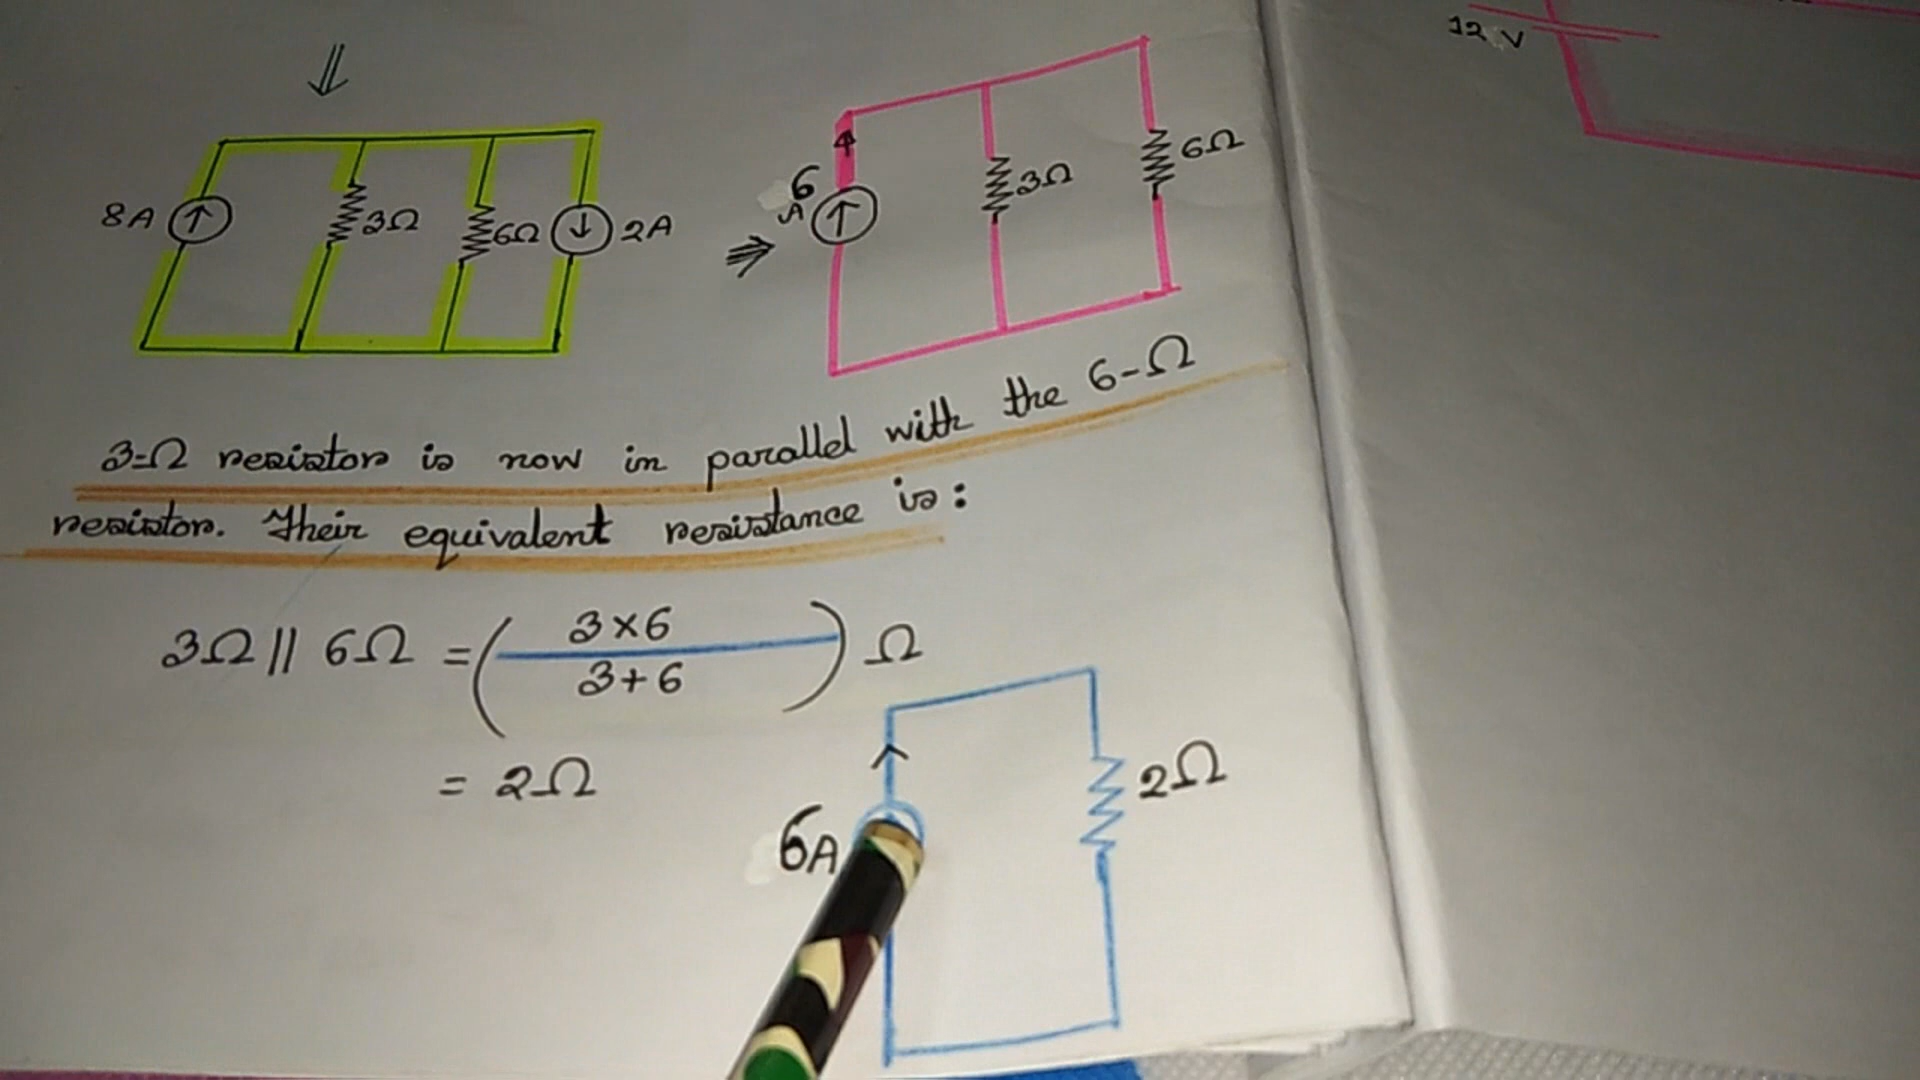 12 V
8A 3Ω 6Ω 2A
6A 3Ω 6Ω
3-Ω resistor is now in parallel with the 6-Ω
resistor. Their equivalent resistance is:
3Ω || 6Ω = (3×6
3+6) Ω
= 2Ω
6A 2Ω